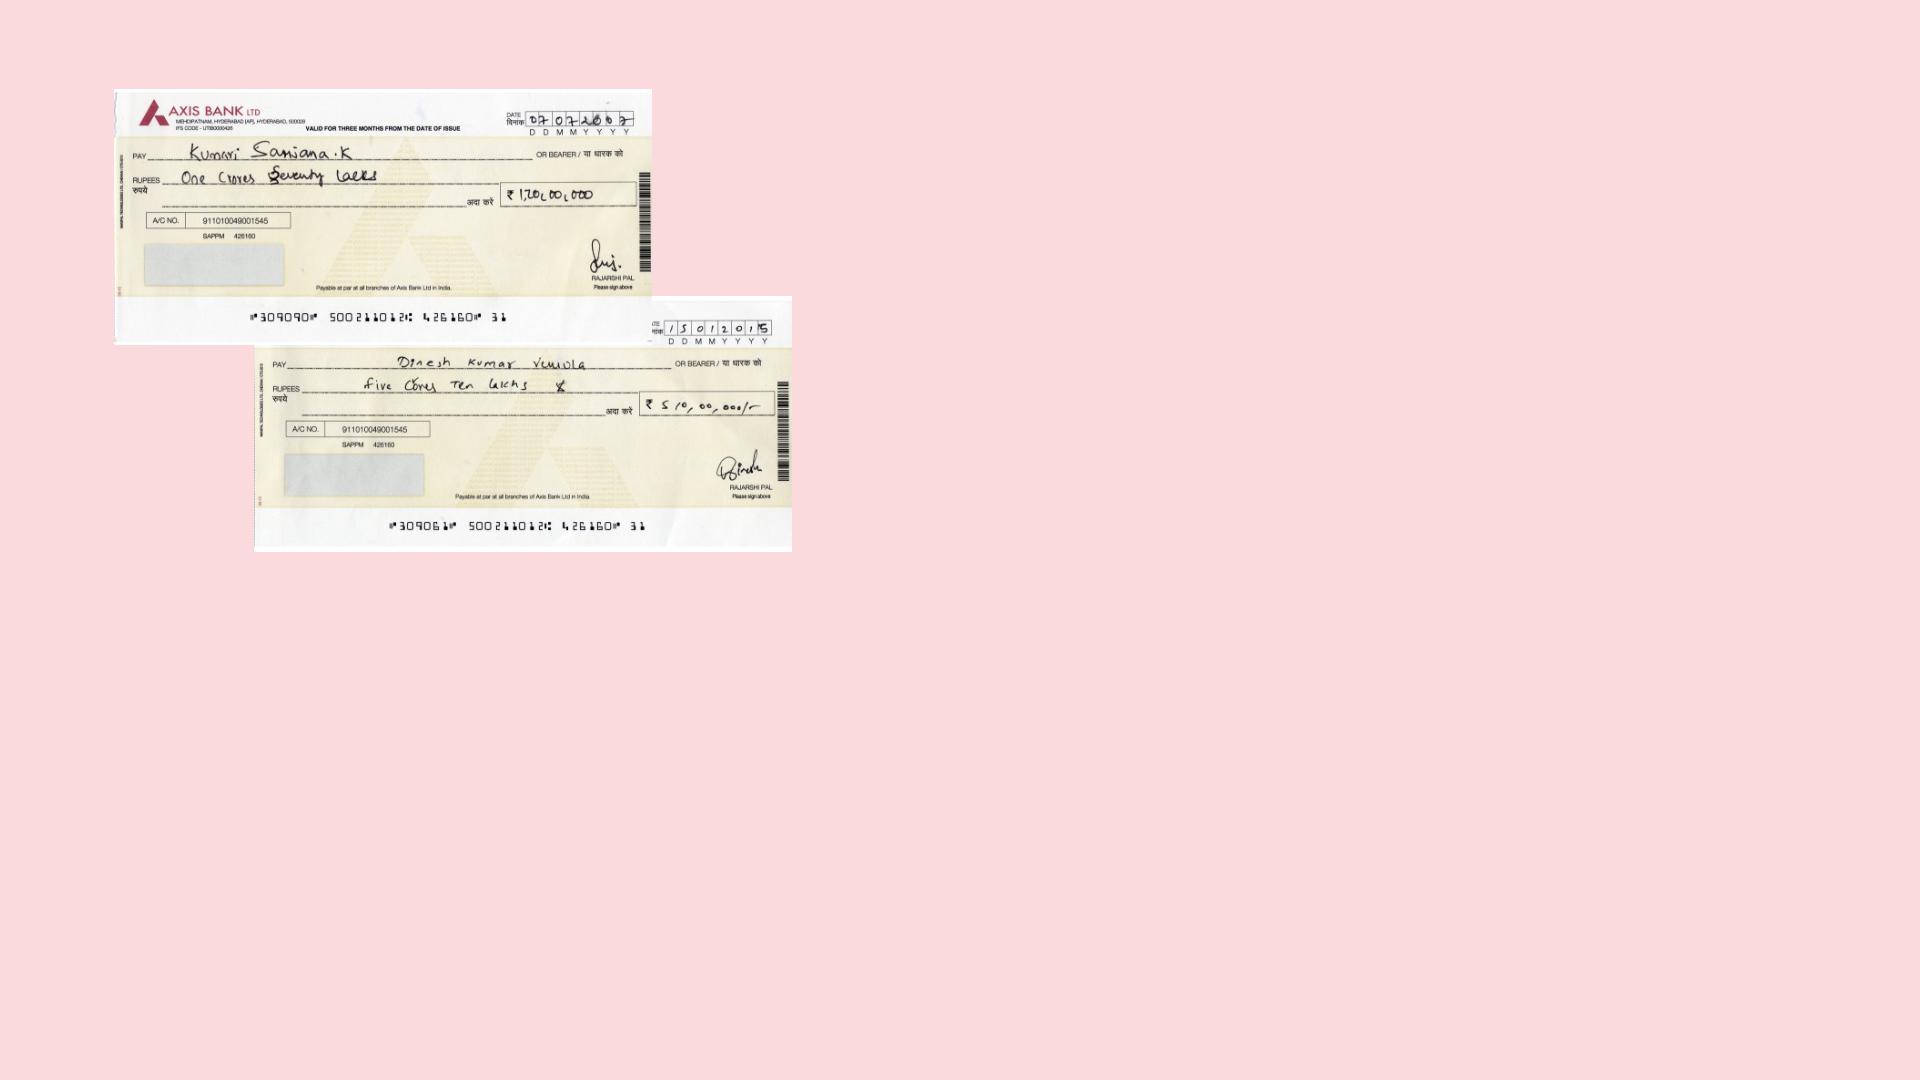 AXIS BANK LTD
MEHDIPATNAM, HYDERABAD [AP], HYDERABAD, 500028
IFS CODE - UTIB0000426
VALID FOR THREE MONTHS FROM THE DATE OF ISSUE
DATE
दिनांक 07072007
D D M M Y Y Y Y
PAY Kumari Sanjana.K OR BEARER / या धारक को
RUPEES One Crores Seventy Lacks
रुपये
अदा करें ₹ 1,70,00,000
A/C NO. 911010049001545
SAPPM 426160
RAJARSHI PAL
Please sign above
Payable at par at all branches of Axis Bank Ltd in India.
⑈309090⑈ 500211012⑆ 426160⑈ 31
15012015
D D M M Y Y Y Y
PAY Dinesh Kumar OR BEARER / या धारक को
RUPEES five Cores Ten lakhs
रुपये
अदा करें ₹ 5 10,00,000/-
A/C NO. 911010049001545
SAPPM 426160
Dinesh
RAJARSHI PAL
Please sign above
Payable at par at all branches of Axis Bank Ltd in India.
⑈309061⑈ 500211012⑆ 426160⑈ 31